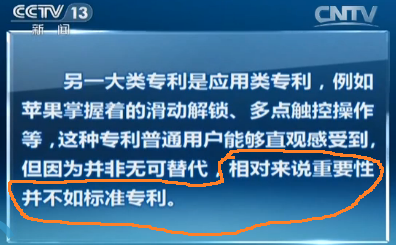 CCTV 13
新闻
CNTV
另一大类专利是应用类专利，例如
苹果掌握着的滑动解锁、多点触控操作
等，这种专利普通用户能够直观感受到，
但因为并非无可替代，相对来说重要性
并不如标准专利。